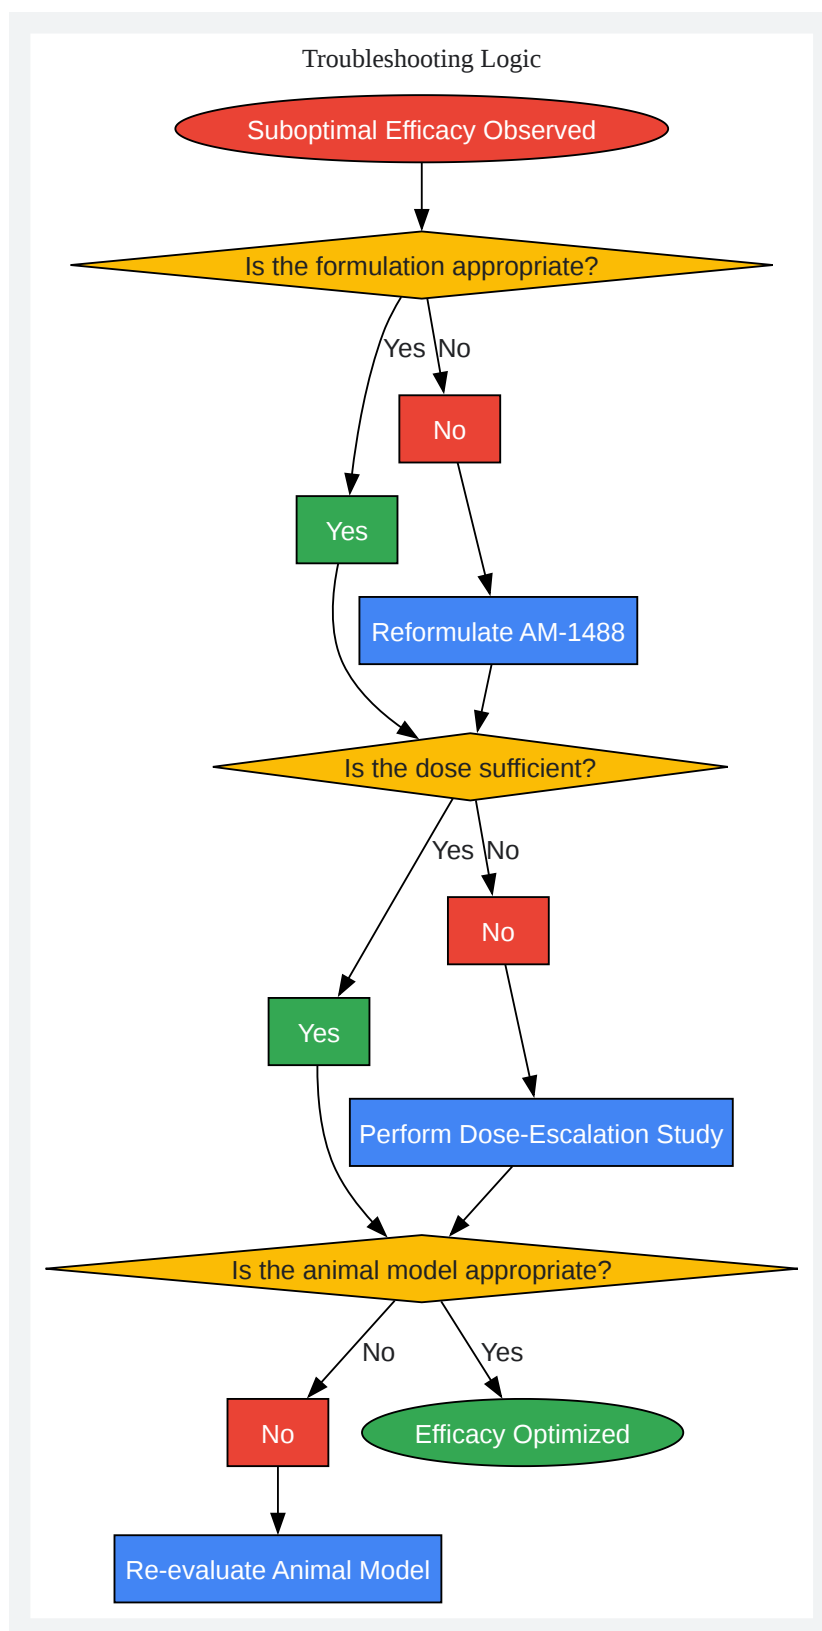 Troubleshooting Logic
Suboptimal Efficacy Observed
Is the formulation appropriate?
Yes
No
No
Yes
Reformulate AM-1488
Is the dose sufficient?
Yes
No
No
Yes
Perform Dose-Escalation Study
Is the animal model appropriate?
No
Yes
No
Efficacy Optimized
Re-evaluate Animal Model